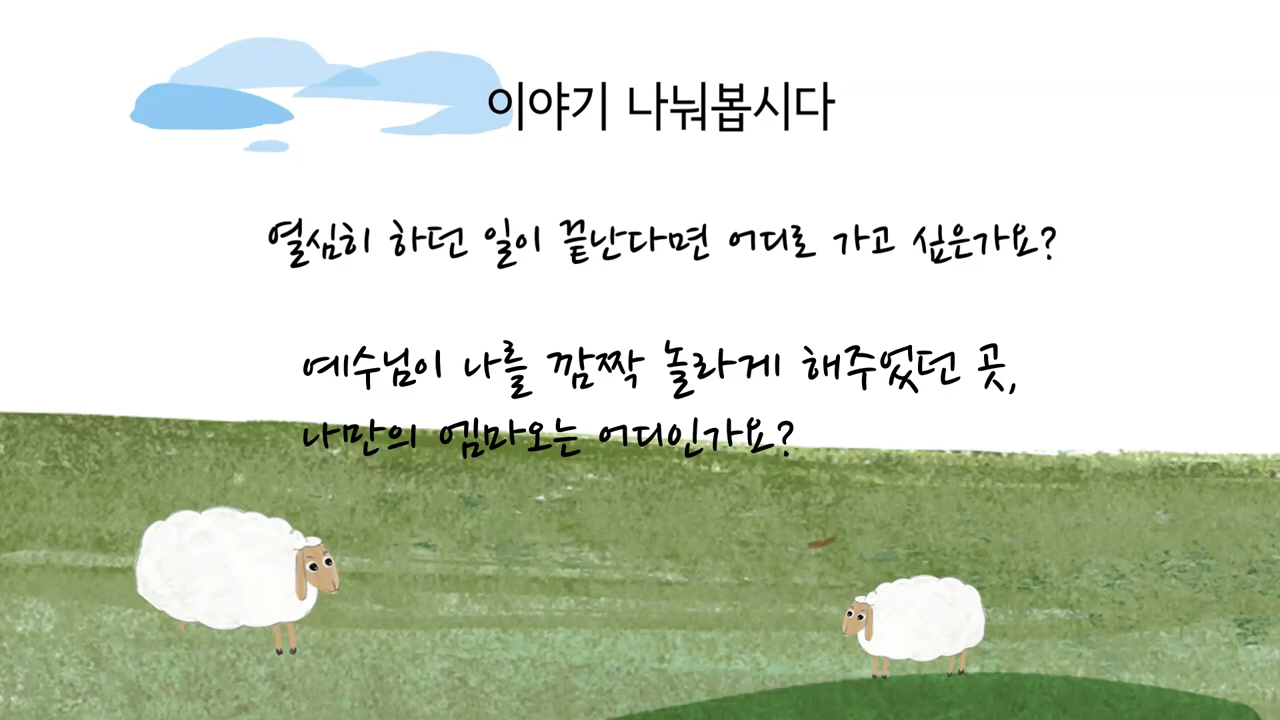 이야기 나눠봅시다
열심히 하던 일이 끝난다면 어디로 가고 싶은가요?
예수님이 나를 깜짝 놀라게 해주었던 곳,
나만의 엠마오는 어디인가요?